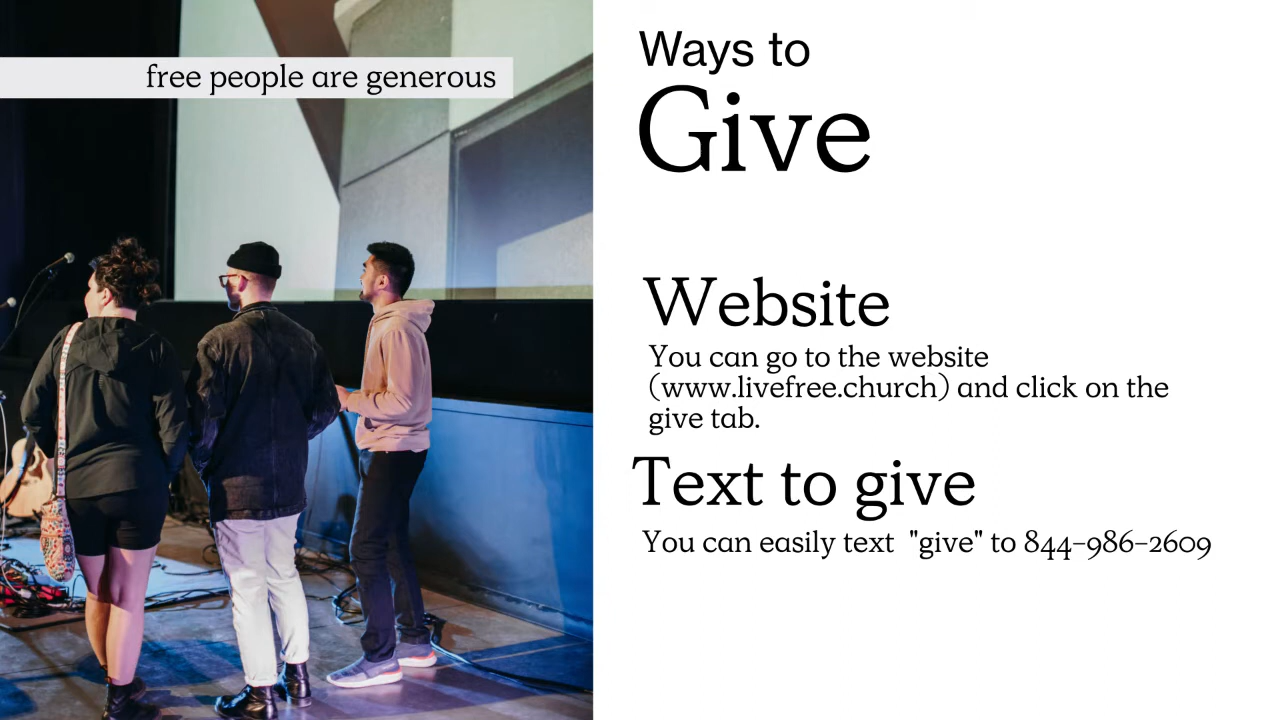 free people are generous
Ways to
Give
Website
You can go to the website
(www.livefree.church) and click on the
give tab.
Text to give
You can easily text  "give" to 844-986-2609